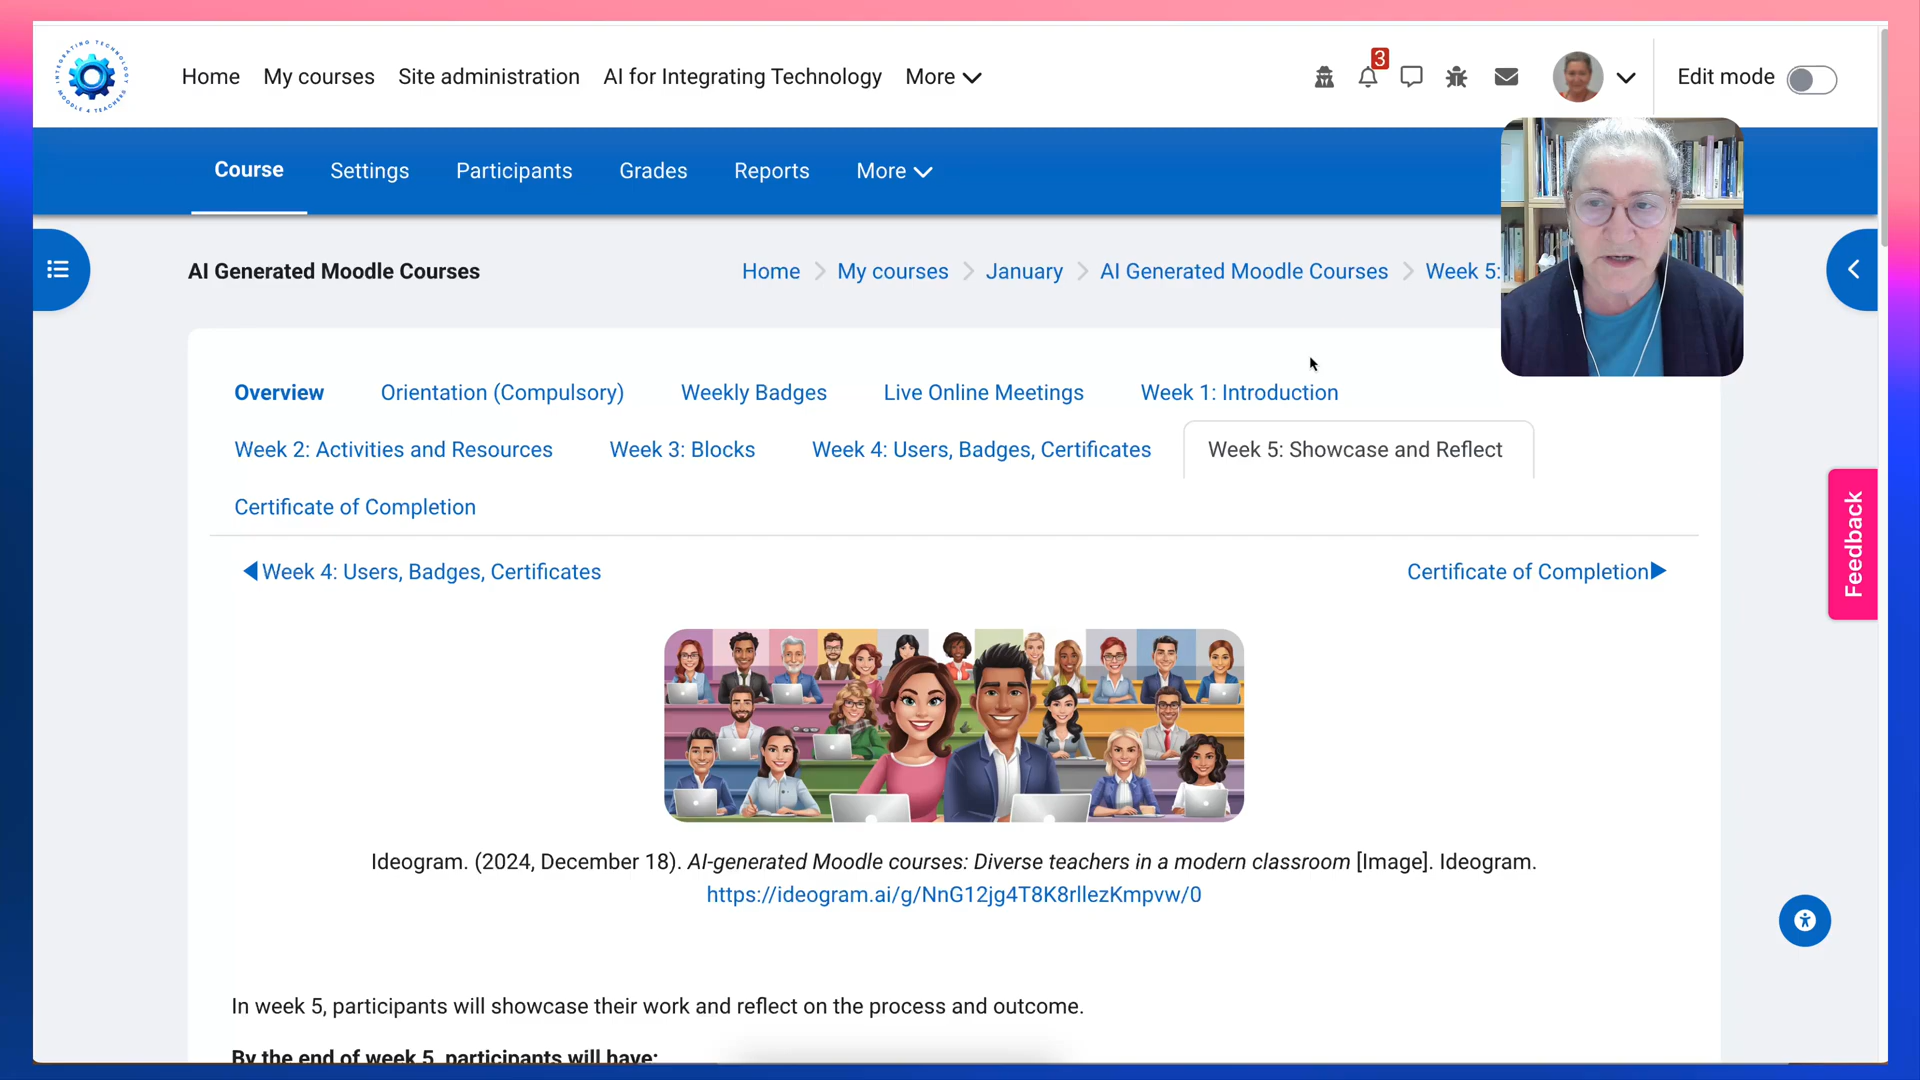 INTEGRATING TECHNOLOGY
MOODLE 4 TEACHERS
Home My courses Site administration AI for Integrating Technology More
3
Edit mode
Course Settings Participants Grades Reports More
AI Generated Moodle Courses
Home My courses January AI Generated Moodle Courses Week 5:
Overview Orientation (Compulsory) Weekly Badges Live Online Meetings Week 1: Introduction
Week 2: Activities and Resources Week 3: Blocks Week 4: Users, Badges, Certificates Week 5: Showcase and Reflect
Certificate of Completion
Week 4: Users, Badges, Certificates Certificate of Completion
Feedback
Ideogram. (2024, December 18). AI-generated Moodle courses: Diverse teachers in a modern classroom [Image]. Ideogram.
https://ideogram.ai/g/NnG12jg4T8K8rllezKmpvw/0
In week 5, participants will showcase their work and reflect on the process and outcome.
By the end of week 5, participants will have: